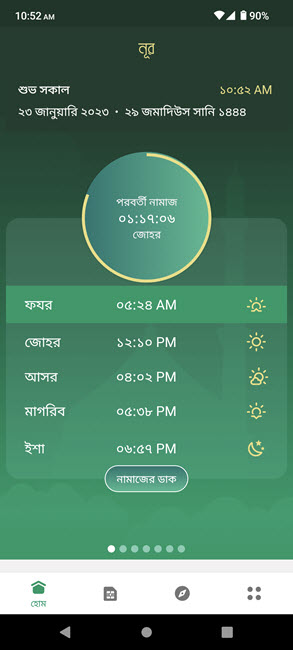 10:52 AM 90%
নূর
শুভ সকাল ১০:৫২ AM
২৩ জানুয়ারি ২০২৩ • ২৯ জমাদিউস সানি ১৪৪৪
পরবর্তী নামাজ
০১:১৭:০৬
জোহর
ফযর ০৫:২৪ AM
জোহর ১২:১০ PM
আসর ০৪:০২ PM
মাগরিব ০৫:৩৮ PM
ইশা ০৬:৫৭ PM
নামাজের ডাক
হোম